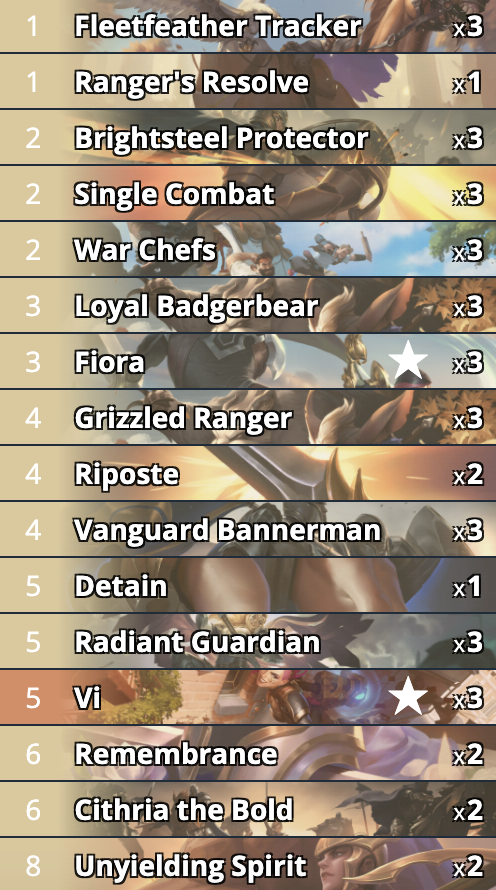 1 Fleetfeather Tracker x3
1 Ranger's Resolve x1
2 Brightsteel Protector x3
2 Single Combat x3
2 War Chefs x3
3 Loyal Badgerbear x3
3 Fiora x3
4 Grizzled Ranger x3
4 Riposte x2
4 Vanguard Bannerman x3
5 Detain x1
5 Radiant Guardian x3
5 Vi x3
6 Remembrance x2
6 Cithria the Bold x2
8 Unyielding Spirit x2